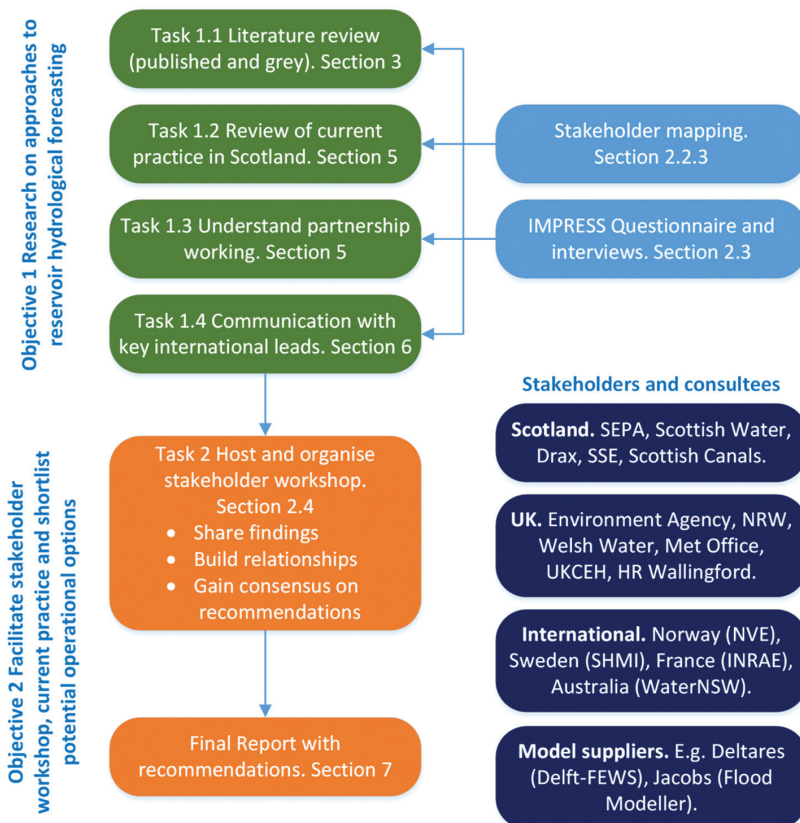 Objective 1 Research on approaches to
reservoir hydrological forecasting
Task 1.1 Literature review
(published and grey). Section 3
Task 1.2 Review of current
practice in Scotland. Section 5
Task 1.3 Understand partnership
working. Section 5
Task 1.4 Communication with
key international leads. Section 6
Stakeholder mapping.
Section 2.2.3
IMPRESS Questionnaire and
interviews. Section 2.3
Objective 2 Facilitate stakeholder
workshop, current practice and shortlist
potential operational options
Task 2 Host and organise
stakeholder workshop.
Section 2.4
• Share findings
• Build relationships
• Gain consensus on
recommendations
Final Report with
recommendations. Section 7
Stakeholders and consultees
Scotland. SEPA, Scottish Water,
Drax, SSE, Scottish Canals.
UK. Environment Agency, NRW,
Welsh Water, Met Office,
UKCEH, HR Wallingford.
International. Norway (NVE),
Sweden (SHMI), France (INRAE),
Australia (WaterNSW).
Model suppliers. E.g. Deltares
(Delft-FEWS), Jacobs (Flood
Modeller).